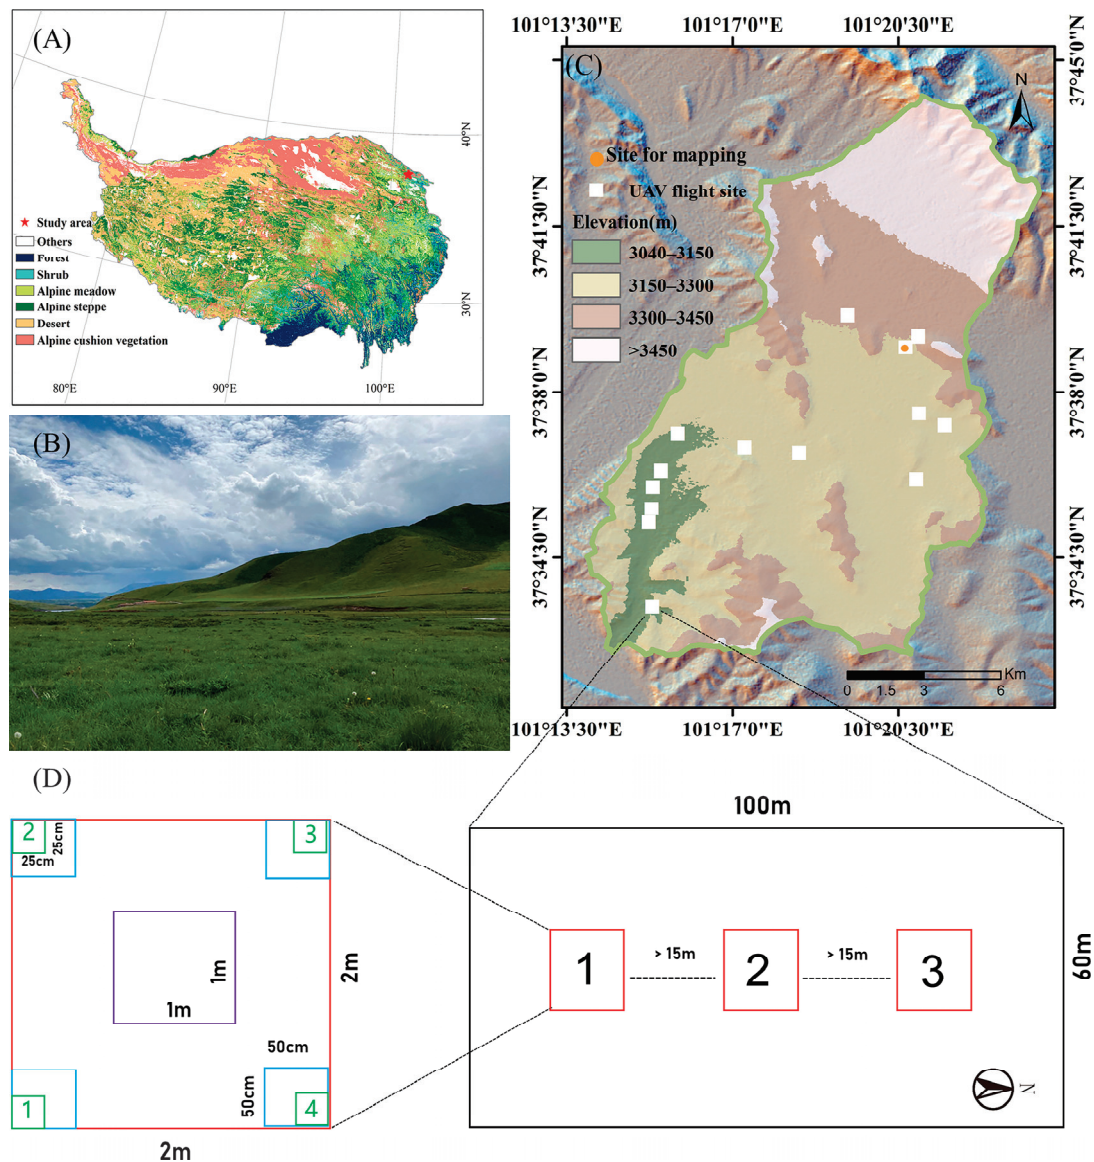 (A)
40°N
30°N
80°E
90°E
100°E
Study area
Others
Forest
Shrub
Alpine meadow
Alpine steppe
Desert
Alpine cushion vegetation
(B)
(C)
101°13'30"E
101°17'0"E
101°20'30"E
37°45'0"N
37°41'30"N
37°41'30"N
37°38'0"N
37°38'0"N
37°34'30"N
37°34'30"N
N
Site for mapping
UAV flight site
Elevation(m)
3040–3150
3150–3300
3300–3450
>3450
Km
0
1.5
3
6
101°13'30"E
101°17'0"E
101°20'30"E
(D)
2
25cm
25cm
3
1m
1m
2m
50cm
50cm
1
4
2m
100m
60m
1
> 15m
2
> 15m
3
N